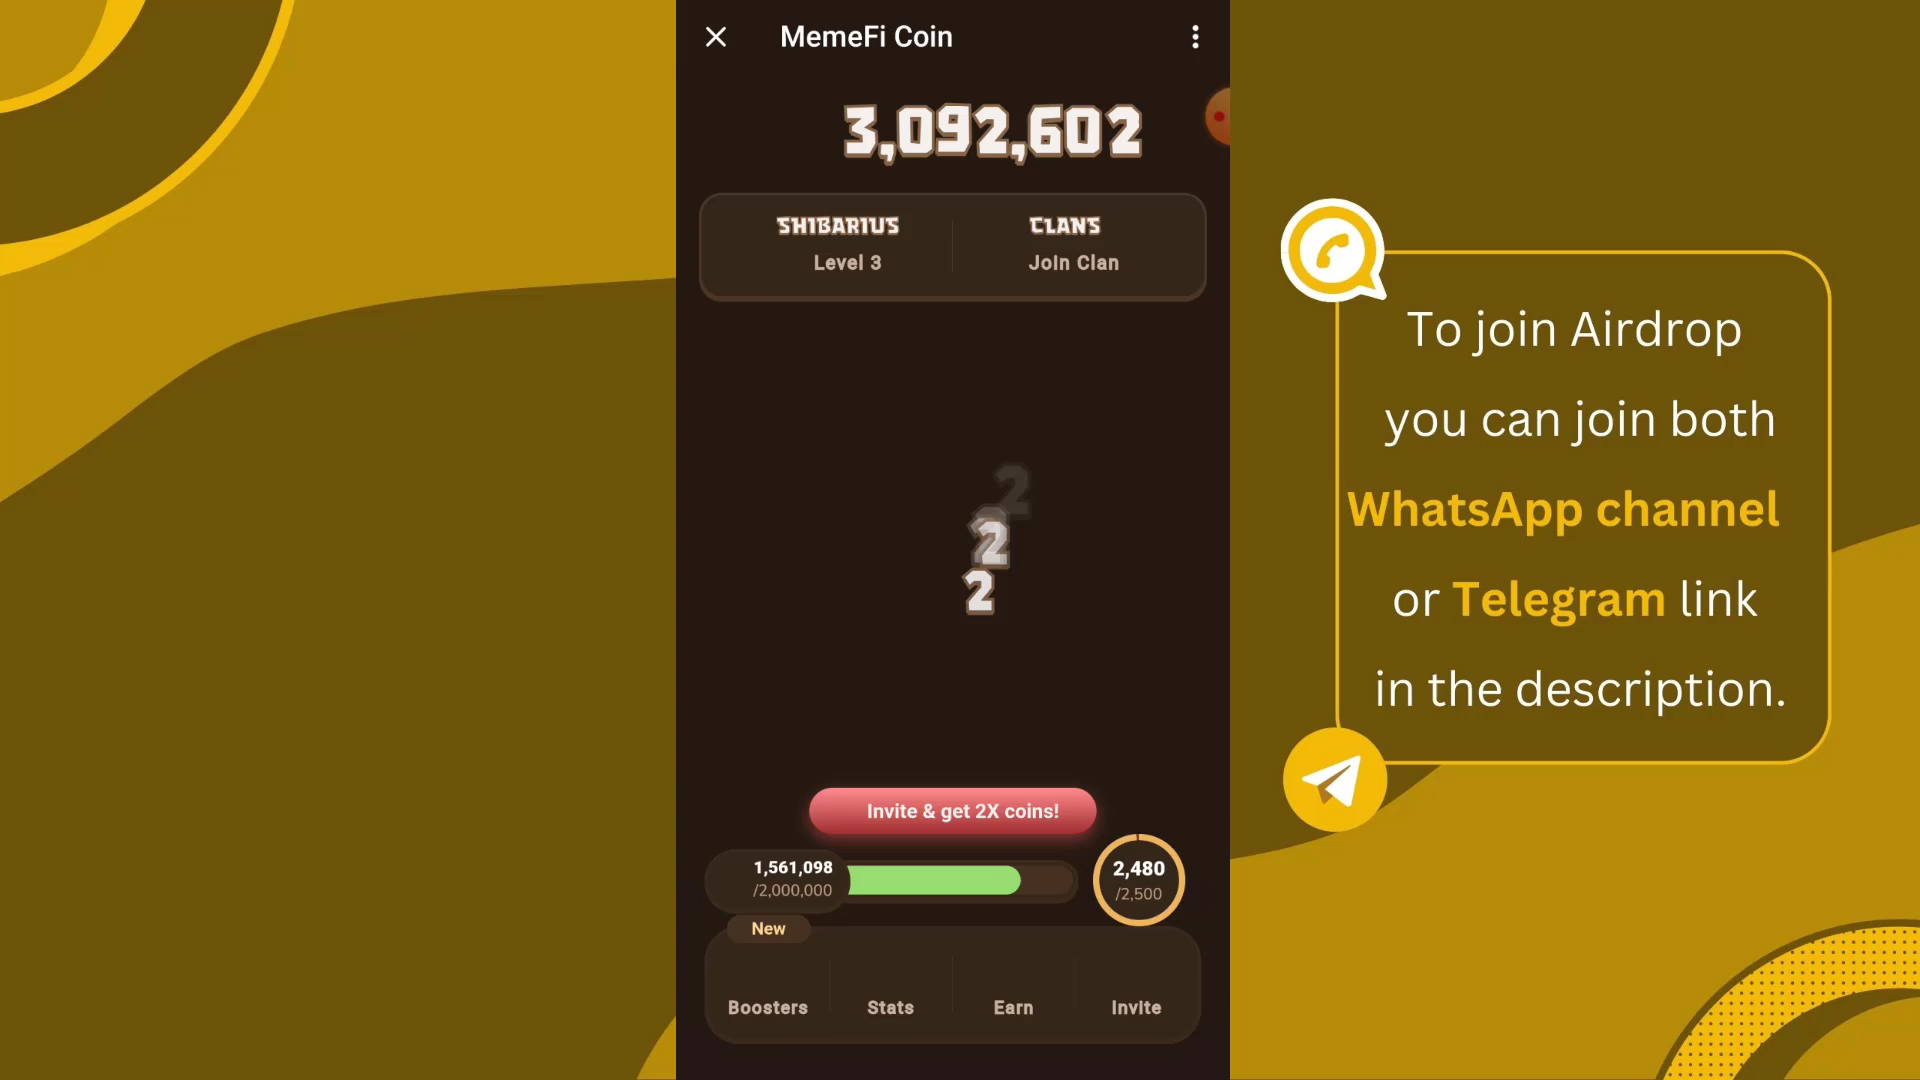 MemeFi Coin
3,092,602
SHIBARIUS
Level 3
CLANS
Join Clan
2
2
2
Invite & get 2X coins!
1,561,098
/2,000,000
2,480
/2,500
New
Boosters
Stats
Earn
Invite
To join Airdrop
you can join both
WhatsApp channel
or Telegram link
in the description.